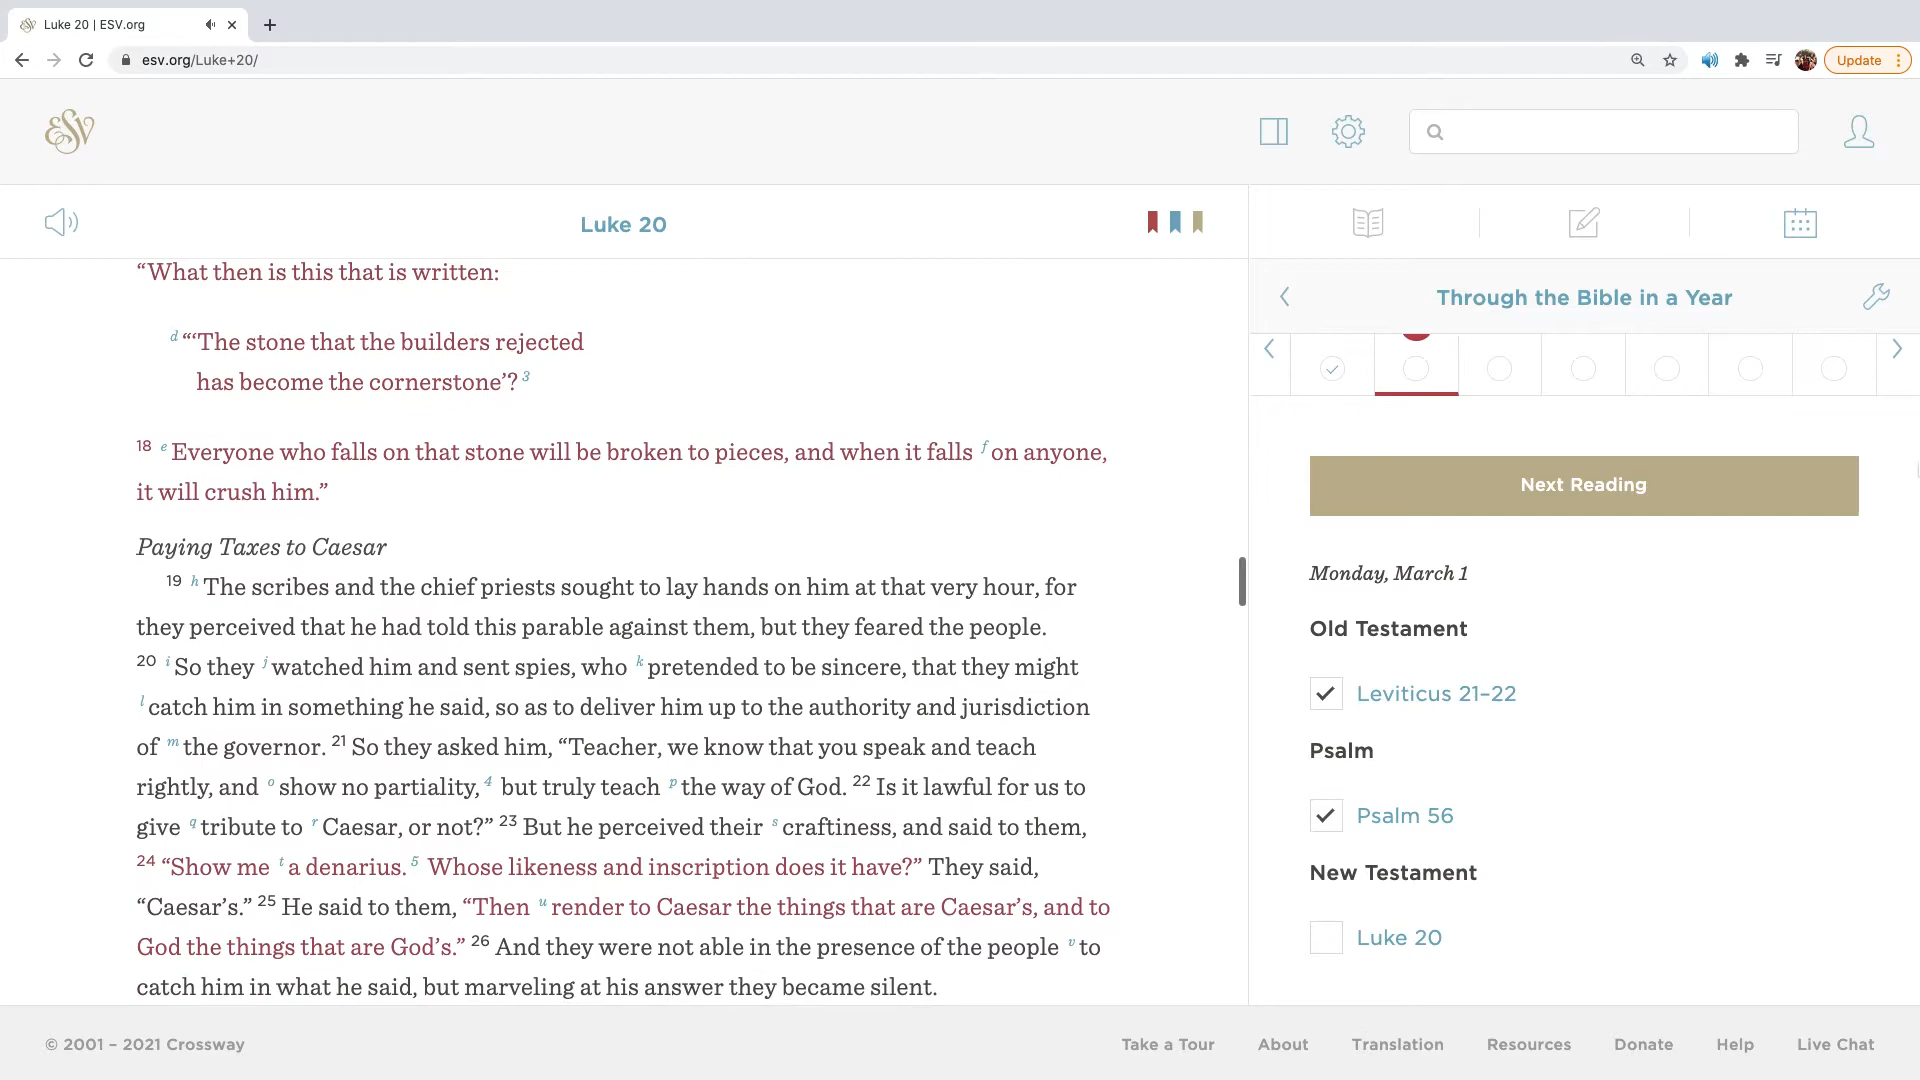 Luke 20 | ESV.org
esv.org/Luke+20/
Update
ESV
Luke 20
“What then is this that is written:
d “‘The stone that the builders rejected
has become the cornerstone’? 3
18 e Everyone who falls on that stone will be broken to pieces, and when it falls f on anyone,
it will crush him.”
Paying Taxes to Caesar
19 h The scribes and the chief priests sought to lay hands on him at that very hour, for
they perceived that he had told this parable against them, but they feared the people.
20 i So they j watched him and sent spies, who k pretended to be sincere, that they might
l catch him in something he said, so as to deliver him up to the authority and jurisdiction
of m the governor. 21 So they asked him, “Teacher, we know that you speak and teach
rightly, and o show no partiality, 4 but truly teach p the way of God. 22 Is it lawful for us to
give q tribute to r Caesar, or not?” 23 But he perceived their s craftiness, and said to them,
24 “Show me t a denarius. 5 Whose likeness and inscription does it have?” They said,
“Caesar’s.” 25 He said to them, “Then u render to Caesar the things that are Caesar’s, and to
God the things that are God’s.” 26 And they were not able in the presence of the people v to
catch him in what he said, but marveling at his answer they became silent.
Through the Bible in a Year
Next Reading
Monday, March 1
Old Testament
Leviticus 21–22
Psalm
Psalm 56
New Testament
Luke 20
© 2001 – 2021 Crossway
Take a Tour
About
Translation
Resources
Donate
Help
Live Chat